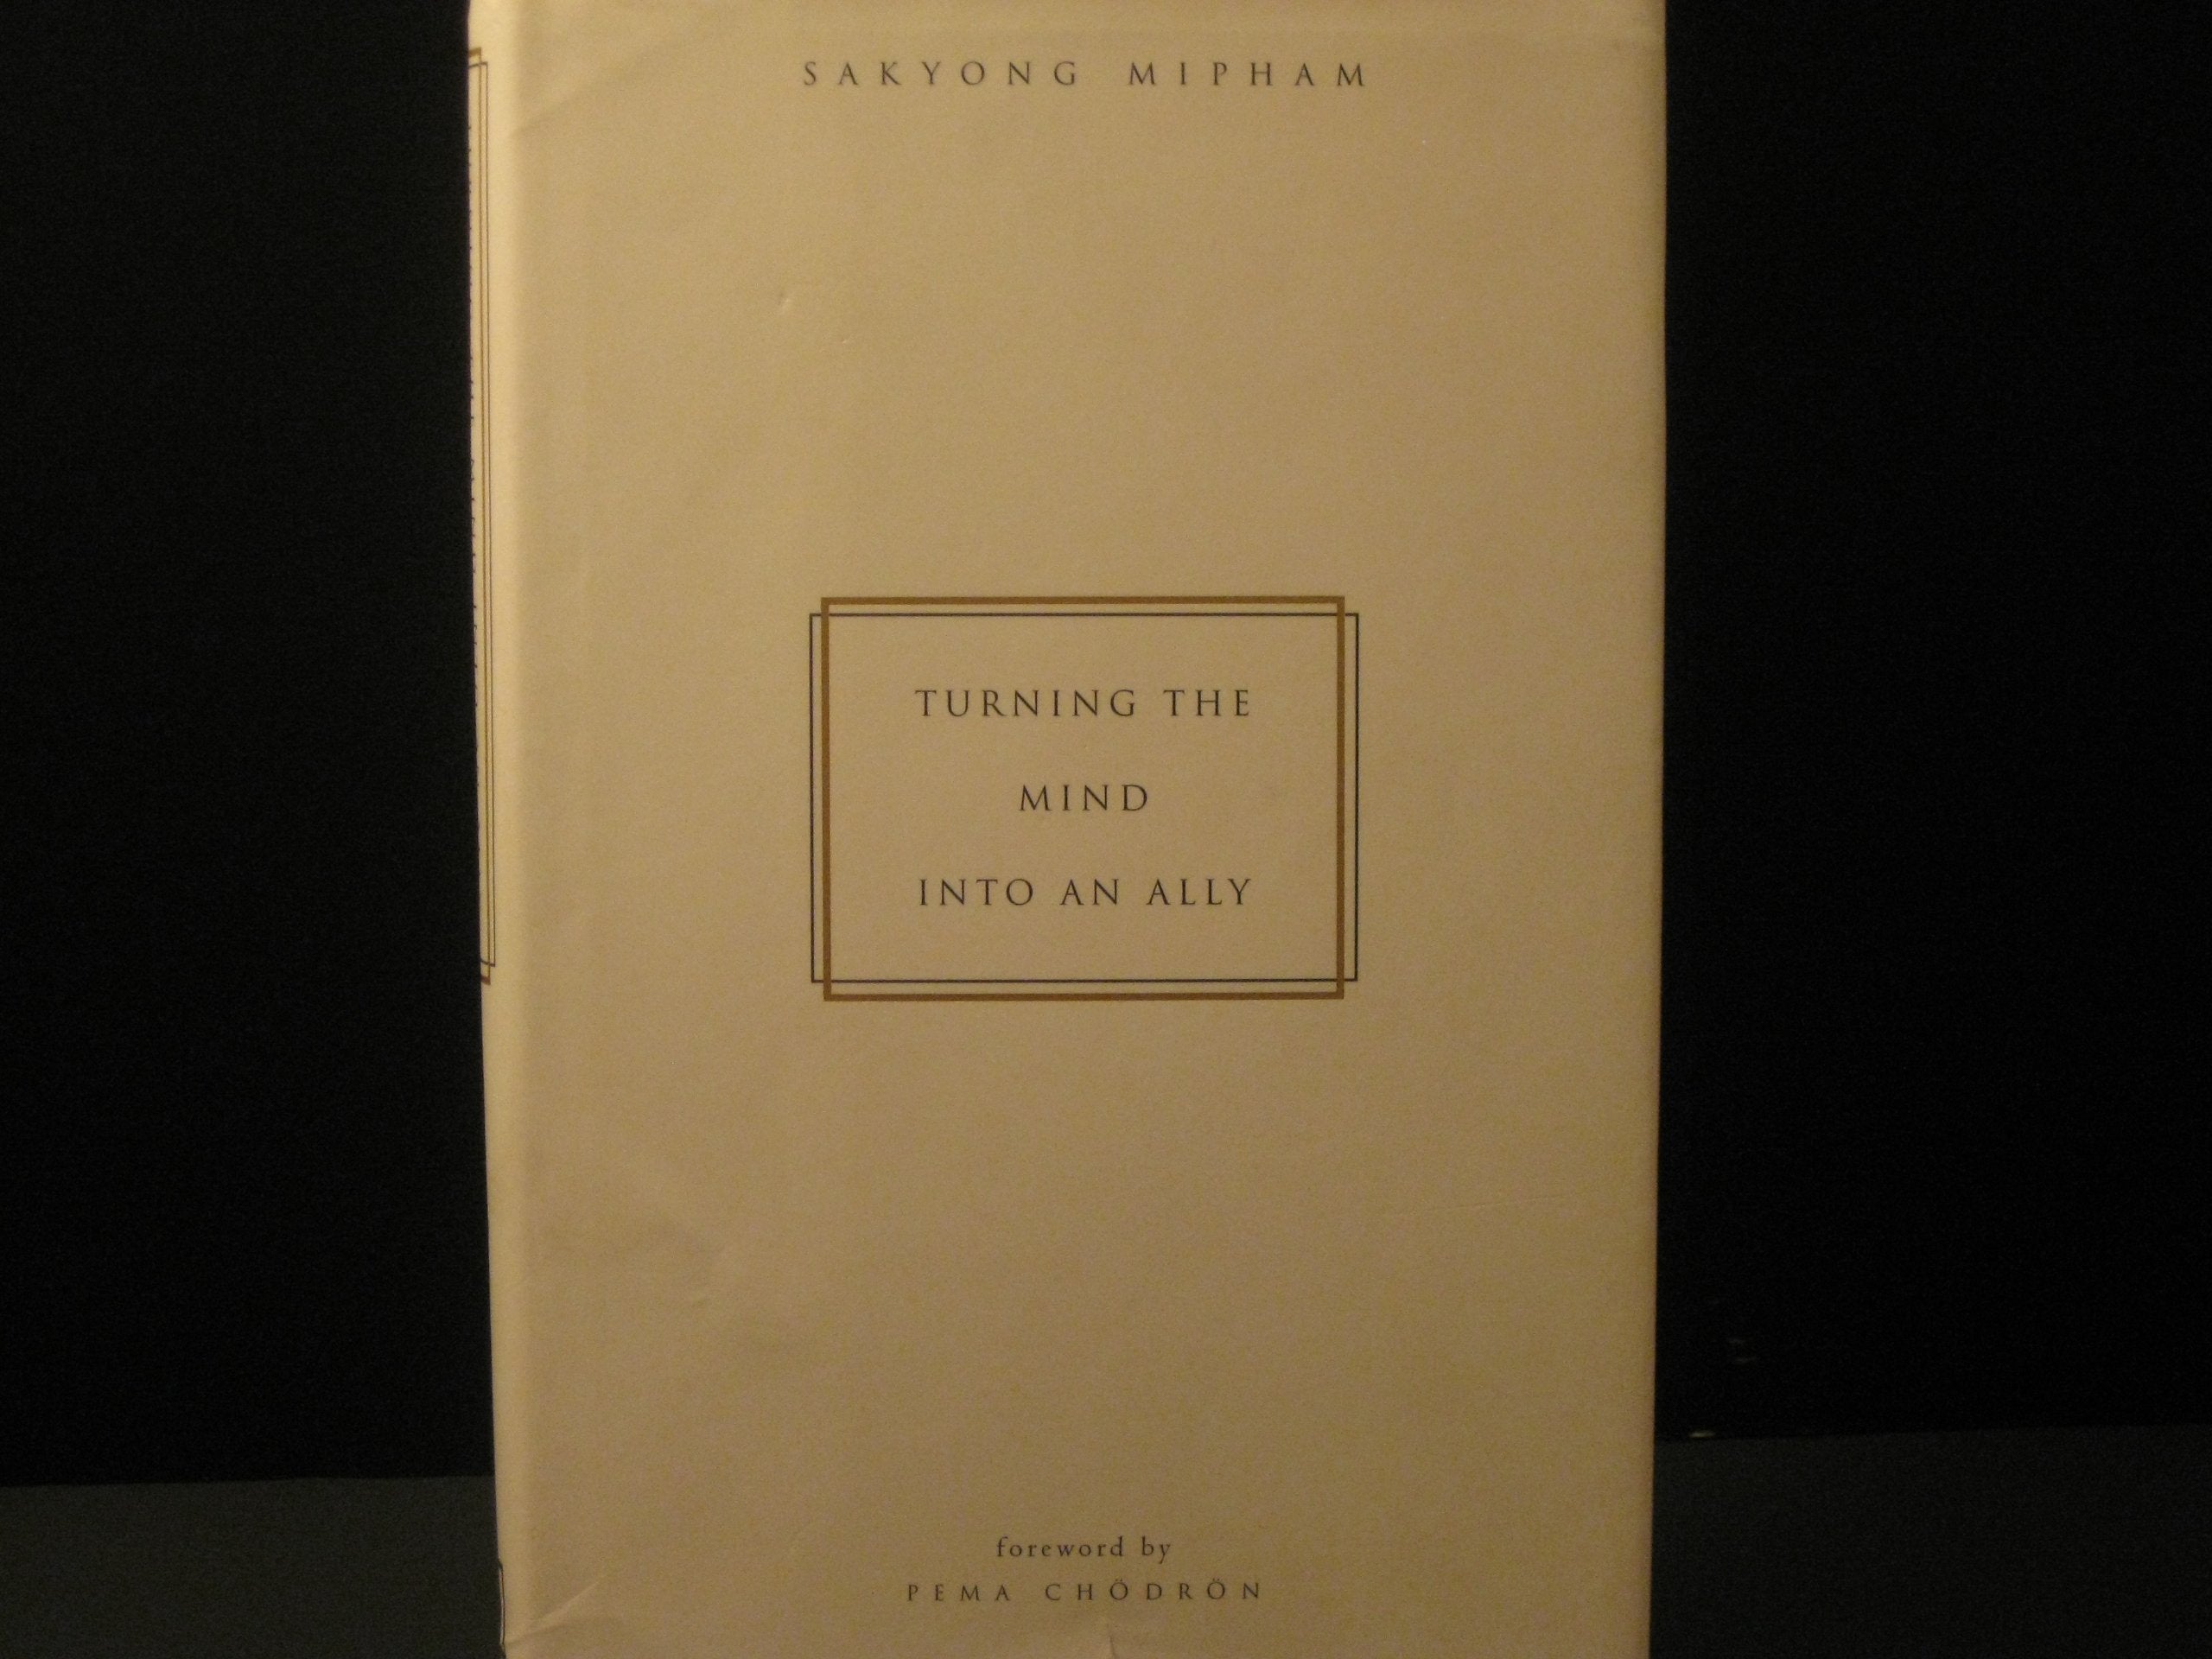 SAKYONG MIPHAM
TURNING THE
MIND
INTO AN ALLY
foreword by
PEMA CHÖDRÖN